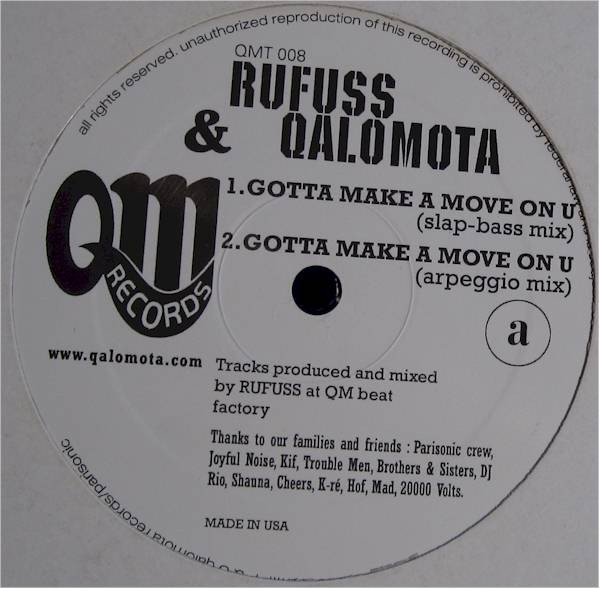 all rights reserved. unauthorized reproduction of this recording is prohibited by federal
QMT 008
RUFUSS
& QALOMOTA
QM
RECORDS
1.GOTTA MAKE A MOVE ON U
(slap-bass mix)
2.GOTTA MAKE A MOVE ON U
(arpeggio mix)
a
www.qalomota.com
Tracks produced and mixed
by RUFUSS at QM beat
factory
Thanks to our families and friends : Parisonic crew,
Joyful Noise, Kif, Trouble Men, Brothers & Sisters, DJ
Rio, Shauna, Cheers, K-ré, Hof, Mad, 20000 Volts.
MADE IN USA
qalomota records/parisonic